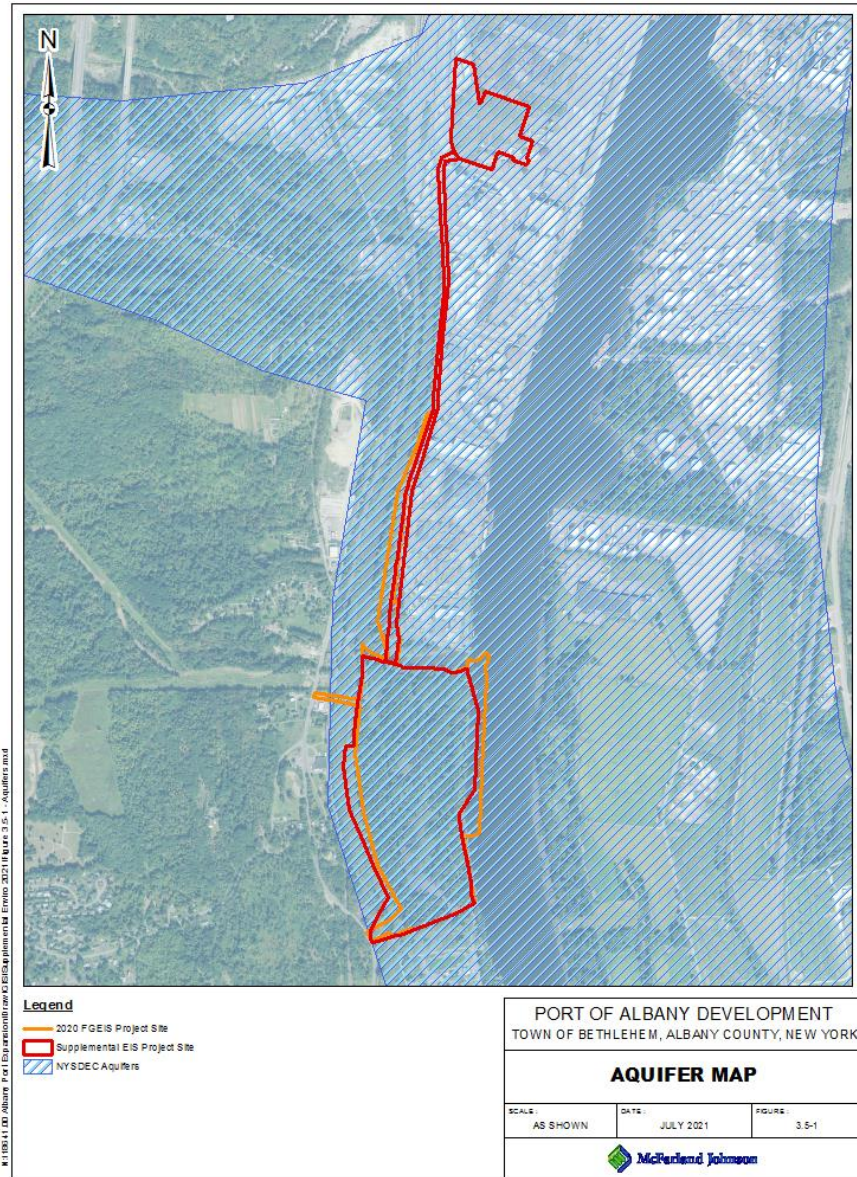 N
Legend
2020 FGEIS Project Site
Supplemental EIS Project Site
NYSDEC Aquifers
PORT OF ALBANY DEVELOPMENT
TOWN OF BETHLEHEM, ALBANY COUNTY, NEW YORK
AQUIFER MAP
SCALE: DATE: FIGURE:
AS SHOWN JULY 2021 3.5-1
McFarland Johnson